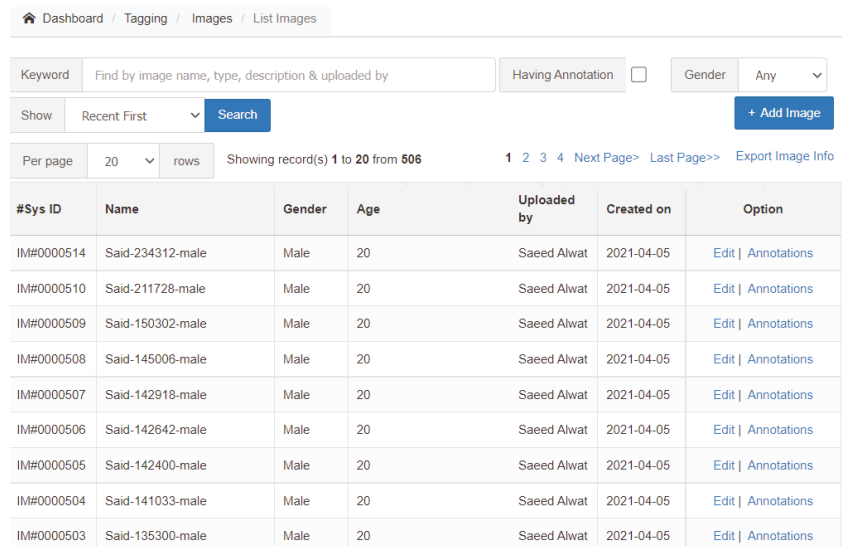 Dashboard / Tagging / Images / List Images
Keyword Find by image name, type, description & uploaded by Having Annotation Gender Any
Show Recent First Search + Add Image
Per page 20 rows Showing record(s) 1 to 20 from 506 1 2 3 4 Next Page> Last Page>> Export Image Info
#Sys ID Name Gender Age Uploaded by Created on Option
IM#0000514 Said-234312-male Male 20 Saeed Alwat 2021-04-05 Edit | Annotations
IM#0000510 Said-211728-male Male 20 Saeed Alwat 2021-04-05 Edit | Annotations
IM#0000509 Said-150302-male Male 20 Saeed Alwat 2021-04-05 Edit | Annotations
IM#0000508 Said-145006-male Male 20 Saeed Alwat 2021-04-05 Edit | Annotations
IM#0000507 Said-142918-male Male 20 Saeed Alwat 2021-04-05 Edit | Annotations
IM#0000506 Said-142642-male Male 20 Saeed Alwat 2021-04-05 Edit | Annotations
IM#0000505 Said-142400-male Male 20 Saeed Alwat 2021-04-05 Edit | Annotations
IM#0000504 Said-141033-male Male 20 Saeed Alwat 2021-04-05 Edit | Annotations
IM#0000503 Said-135300-male Male 20 Saeed Alwat 2021-04-05 Edit | Annotations